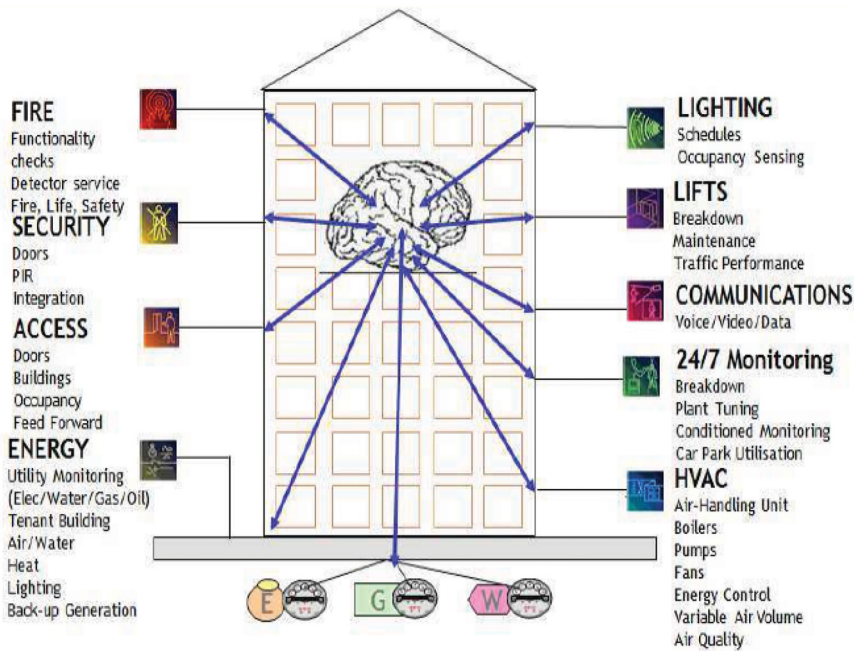 FIRE
Functionality
checks
Detector service
Fire, Life, Safety
SECURITY
Doors
PIR
Integration
ACCESS
Doors
Buildings
Occupancy
Feed Forward
ENERGY
Utility Monitoring
(Elec/Water/Gas/Oil)
Tenant Building
Air/Water
Heat
Lighting
Back-up Generation
LIGHTING
Schedules
Occupancy Sensing
LIFTS
Breakdown
Maintenance
Traffic Performance
COMMUNICATIONS
Voice/Video/Data
24/7 Monitoring
Breakdown
Plant Tuning
Conditioned Monitoring
Car Park Utilisation
HVAC
Air-Handling Unit
Boilers
Pumps
Fans
Energy Control
Variable Air Volume
Air Quality
E
G
W